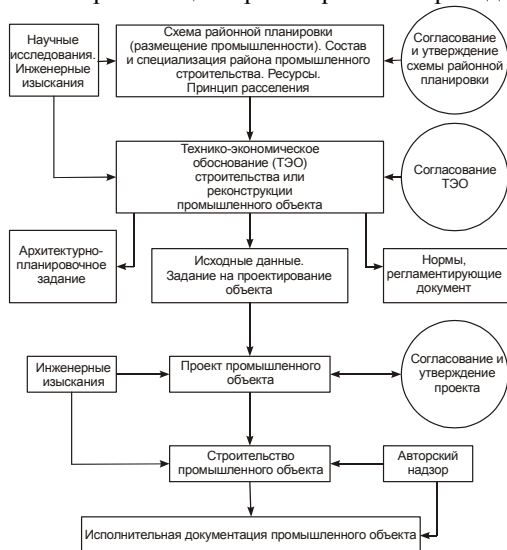 Научные
исследования.
Инженерные
изыскания
Схема районной планировки
(размещение промышленности). Состав
и специализация района промышленного
строительства. Ресурсы.
Принцип расселения
Согласование
и утверждение
схемы районной
планировки
Технико-экономическое
обоснование (ТЭО)
строительства или
реконструкции
промышленного объекта
Согласование
ТЭО
Архитектурно-
планировочное
задание
Исходные данные.
Задание на проектирование
объекта
Нормы,
регламентирующие
документ
Инженерные
изыскания
Проект промышленного
объекта
Согласование и
утверждение
проекта
Строительство
промышленного объекта
Авторский
надзор
Исполнительная документация промышленного объекта